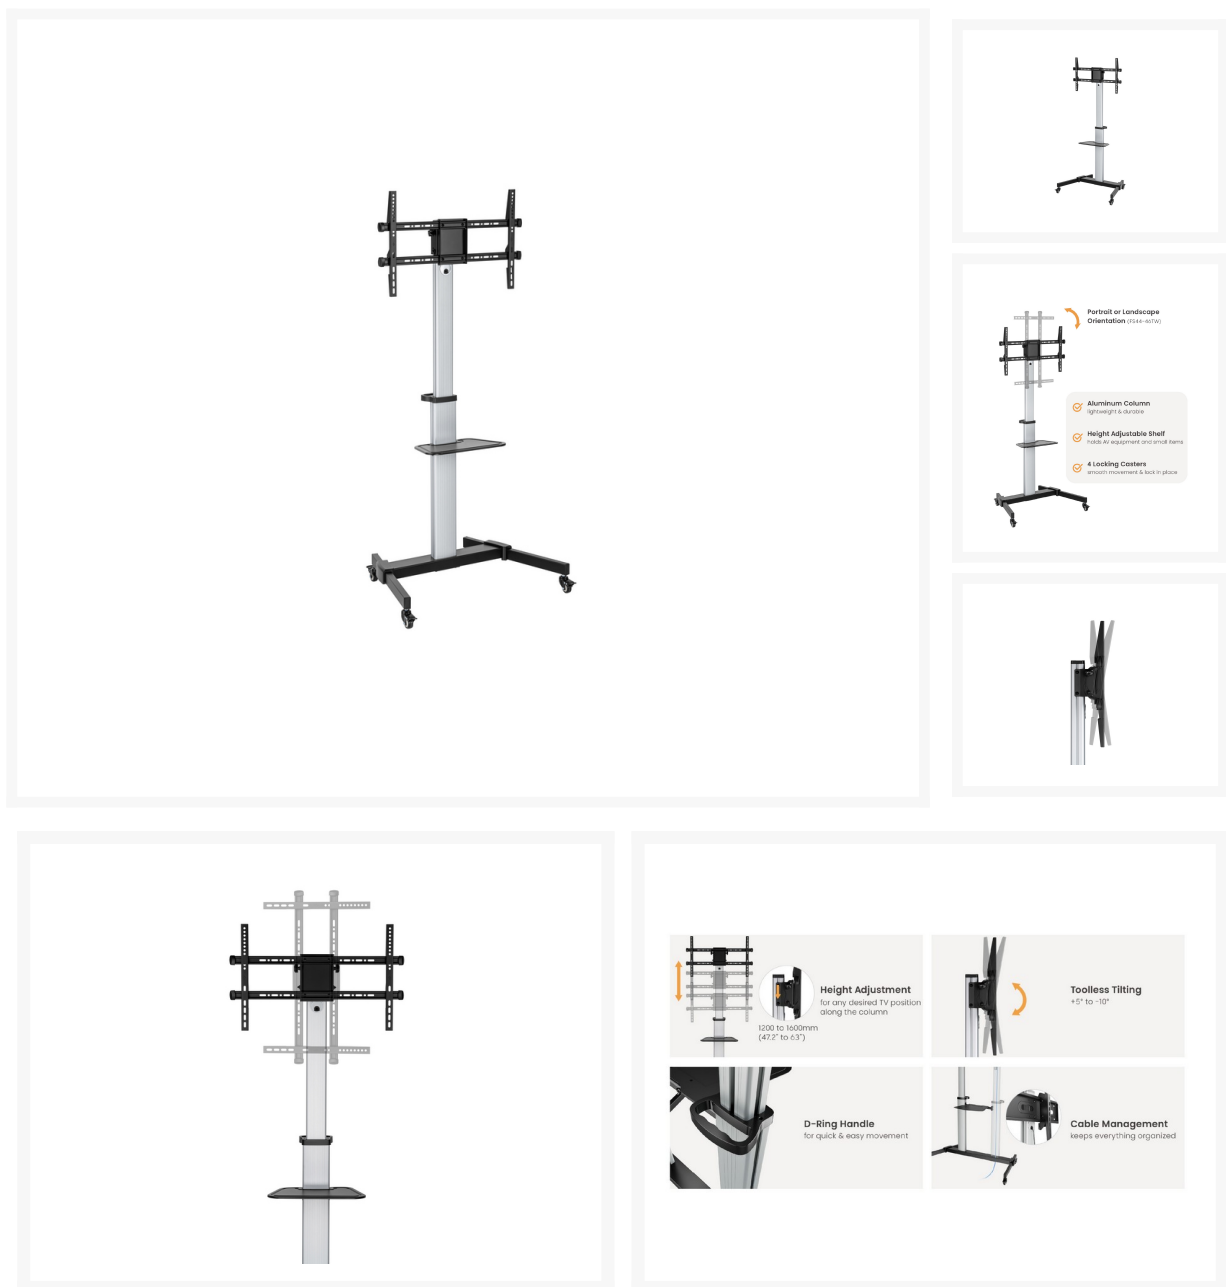 Portrait or Landscape
Orientation (FS44-46TW)
Aluminum Column
lightweight & durable
Height Adjustable Shelf
holds AV equipment and small items
4 Locking Casters
smooth movement & lock in place
Height Adjustment
for any desired TV position
along the column
1200 to 1600mm
(47.2" to 63")
Toolless Tilting
+5° to -10°
D-Ring Handle
for quick & easy movement
Cable Management
keeps everything organized